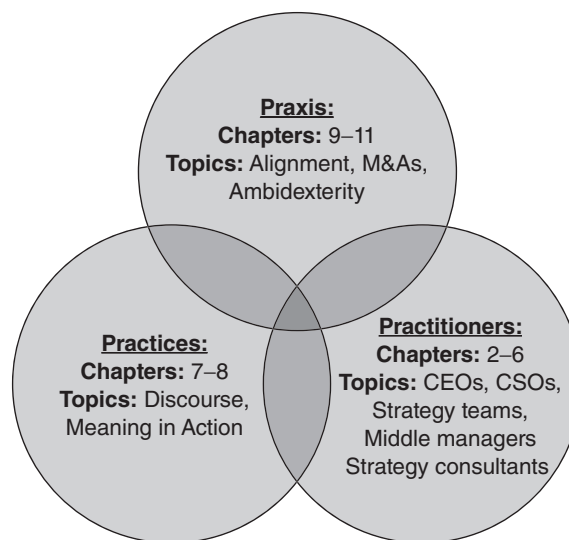 Praxis:
Chapters: 9–11
Topics: Alignment, M&As,
Ambidexterity
Practices:
Chapters: 7–8
Topics: Discourse,
Meaning in Action
Practitioners:
Chapters: 2–6
Topics: CEOs, CSOs,
Strategy teams,
Middle managers
Strategy consultants